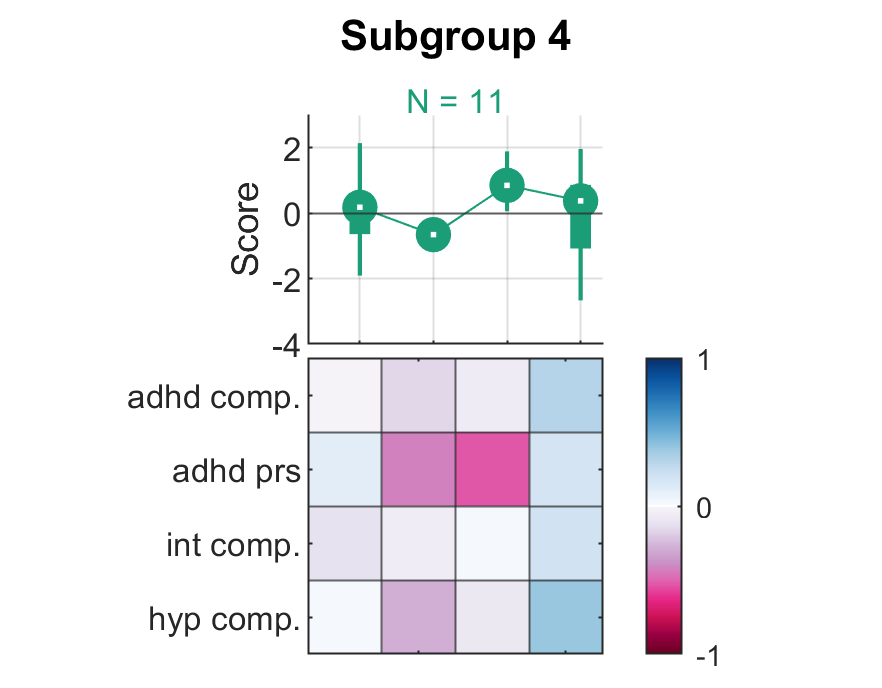 Subgroup 4
N = 11
Score
2
0
-2
-4
adhd comp.
adhd prs
int comp.
hyp comp.
1
0
-1